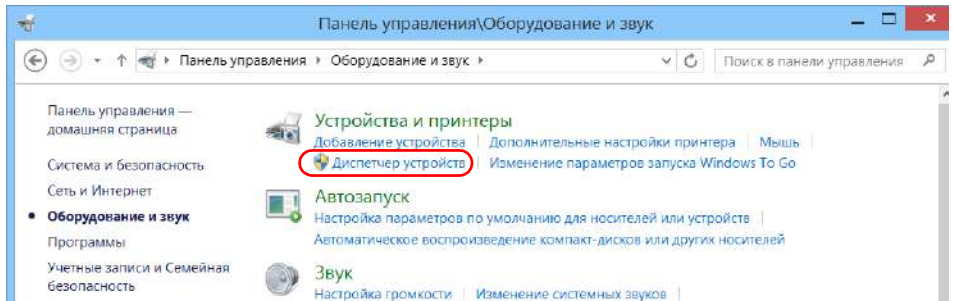 Панель управления\Оборудование и звук
Панель управления ▸ Оборудование и звук ▸
Поиск в панели управления
Панель управления —
домашняя страница
Система и безопасность
Сеть и Интернет
Оборудование и звук
Программы
Учетные записи и Семейная
безопасность
Устройства и принтеры
Добавление устройства
Дополнительные настройки принтера
Мышь
Диспетчер устройств
Изменение параметров запуска Windows To Go
Автозапуск
Настройка параметров по умолчанию для носителей или устройств
Автоматическое воспроизведение компакт-дисков или других носителей
Звук
Настройка громкости
Изменение системных звуков